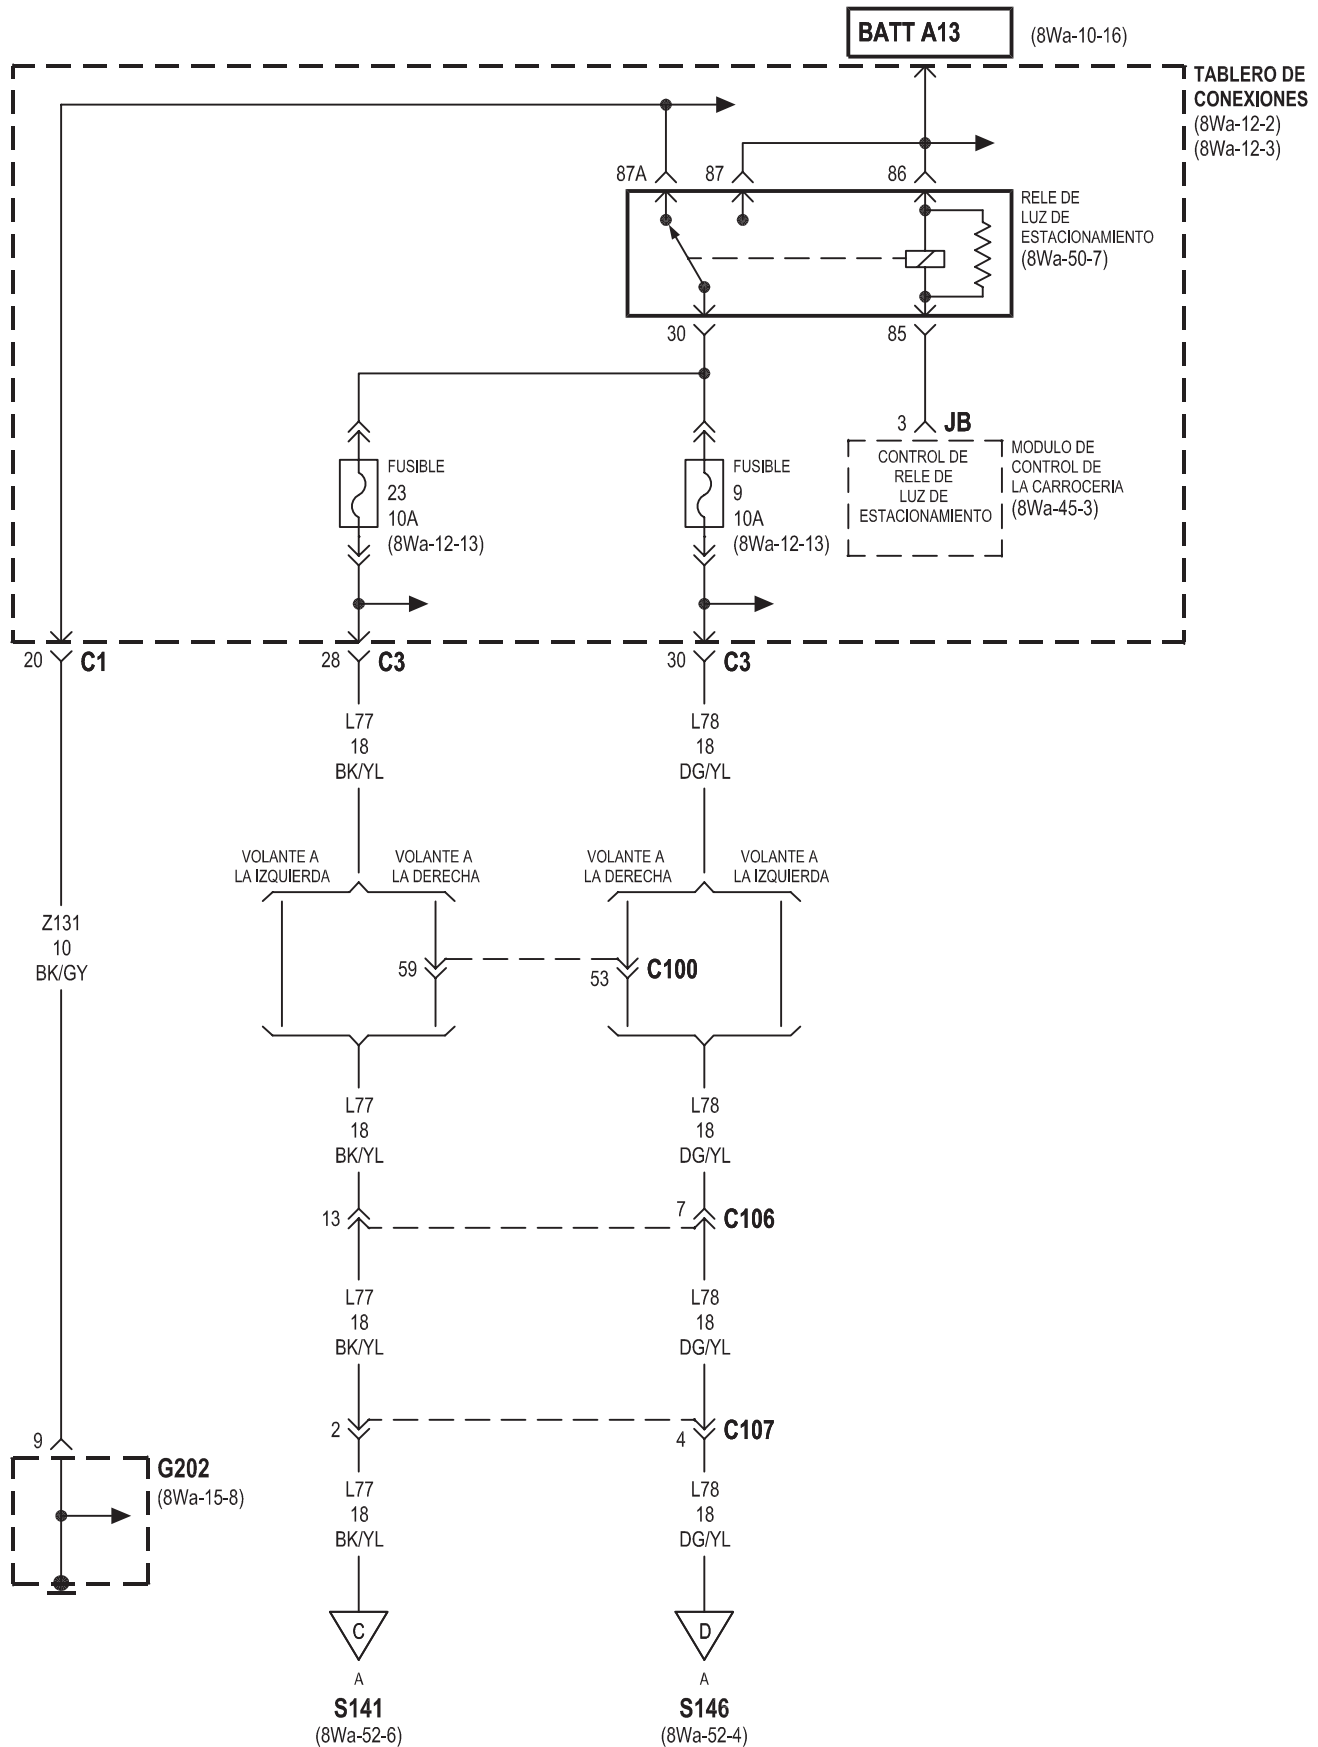 BATT A13
(8Wa-10-16)
TABLERO DE
CONEXIONES
(8Wa-12-2)
(8Wa-12-3)
87A
87
86
RELE DE
LUZ DE
ESTACIONAMIENTO
(8Wa-50-7)
30
85
3
JB
CONTROL DE
RELE DE
LUZ DE
ESTACIONAMIENTO
MODULO DE
CONTROL DE
LA CARROCERIA
(8Wa-45-3)
FUSIBLE
23
10A
(8Wa-12-13)
FUSIBLE
9
10A
(8Wa-12-13)
20
C1
28
C3
30
C3
L77
18
BK/YL
L78
18
DG/YL
VOLANTE A
LA IZQUIERDA
VOLANTE A
LA DERECHA
VOLANTE A
LA DERECHA
VOLANTE A
LA IZQUIERDA
Z131
10
BK/GY
59
53
C100
L77
18
BK/YL
L78
18
DG/YL
13
7
C106
L77
18
BK/YL
L78
18
DG/YL
2
4
C107
9
G202
(8Wa-15-8)
L77
18
BK/YL
L78
18
DG/YL
C
D
A
A
S141
(8Wa-52-6)
S146
(8Wa-52-4)